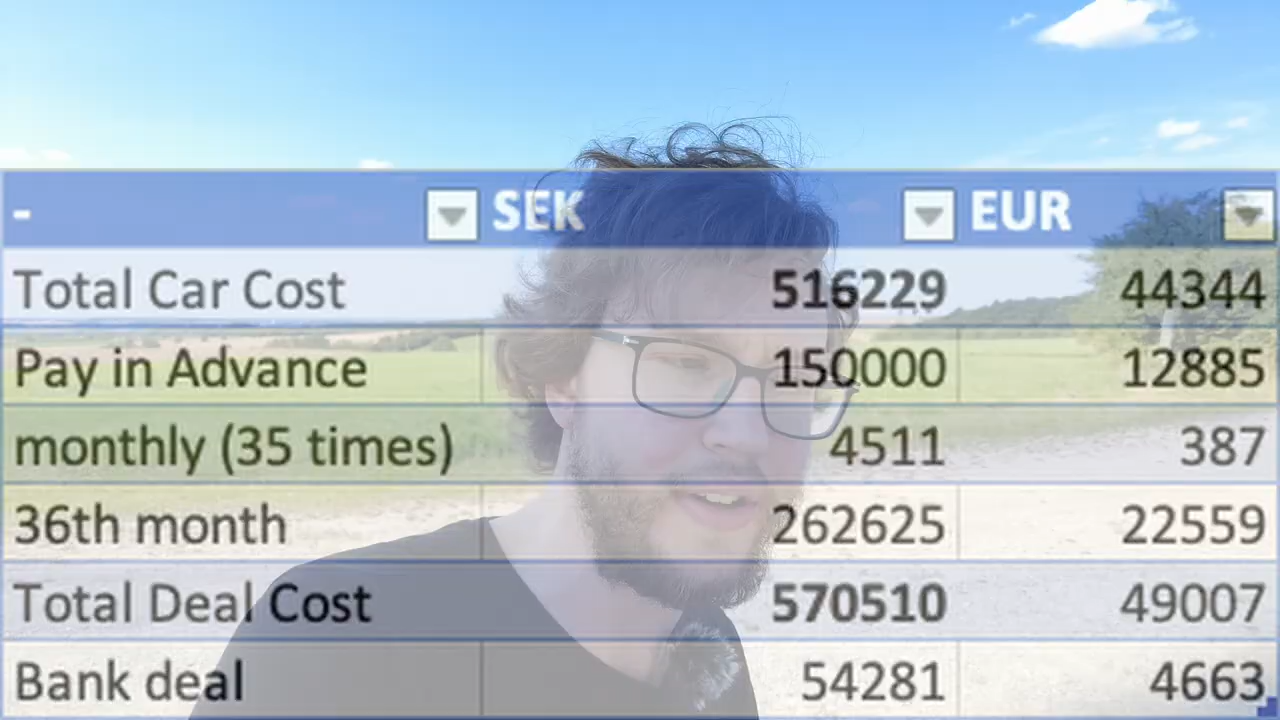 - SEK EUR
Total Car Cost 516229 44344
Pay in Advance 150000 12885
monthly (35 times) 4511 387
36th month 262625 22559
Total Deal Cost 570510 49007
Bank deal 54281 4663